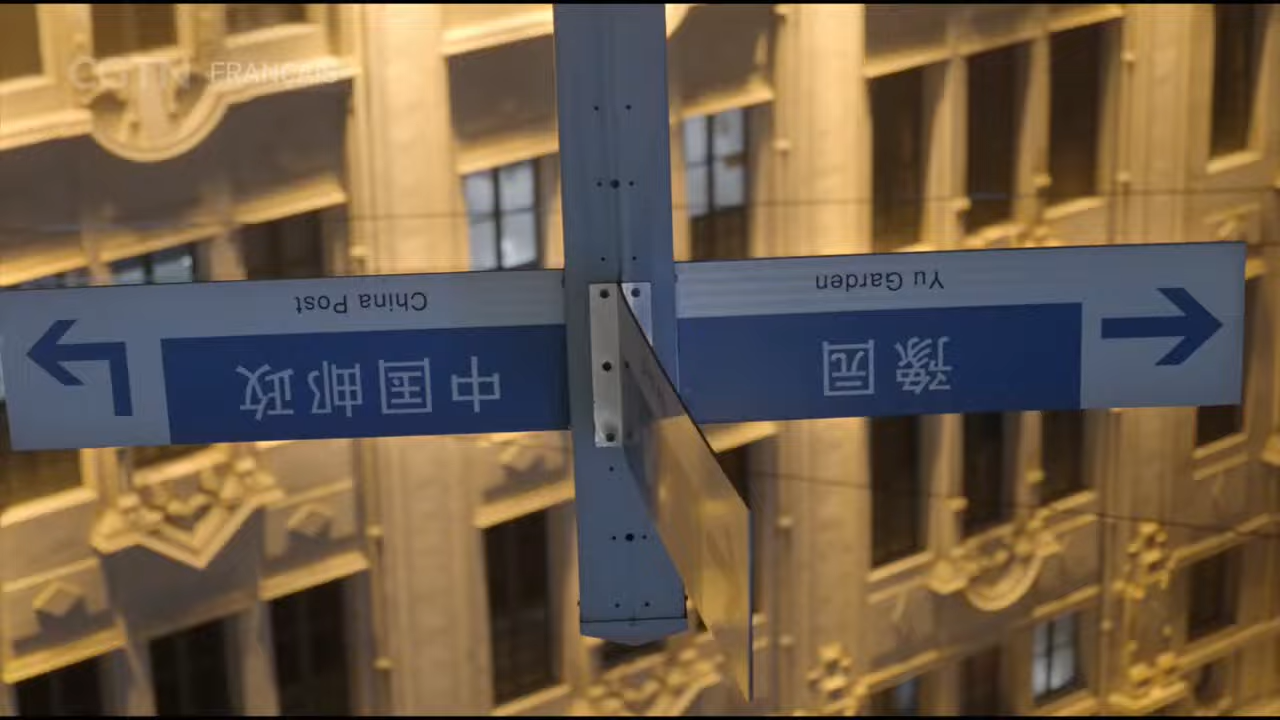 CGTN FRANÇAIS
Yu Garden
豫园
China Post
中国邮政